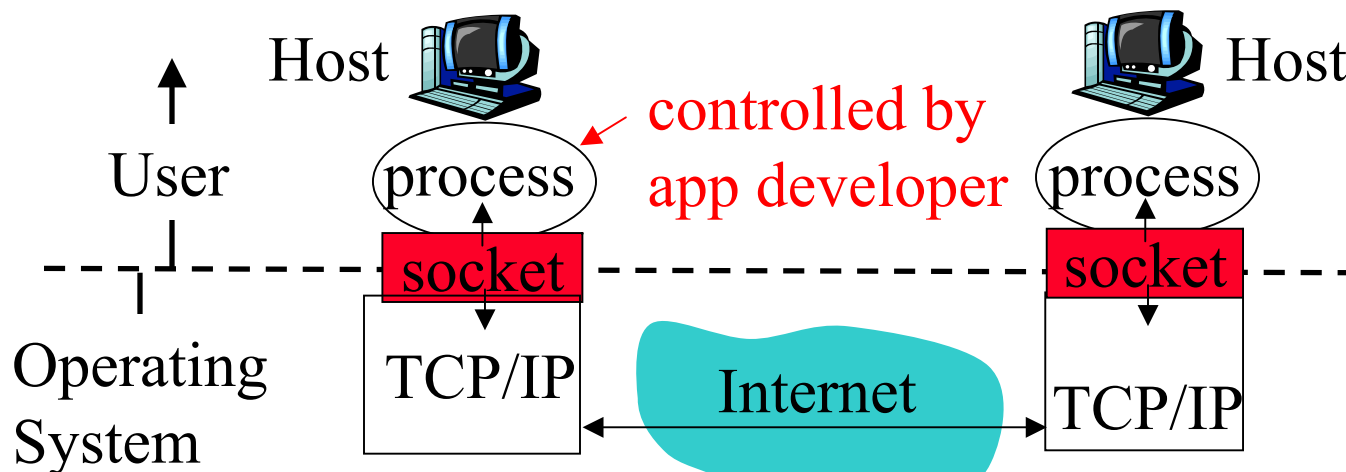 Host
Host
controlled by
app developer
User
process
process
socket
socket
Operating
System
TCP/IP
Internet
TCP/IP